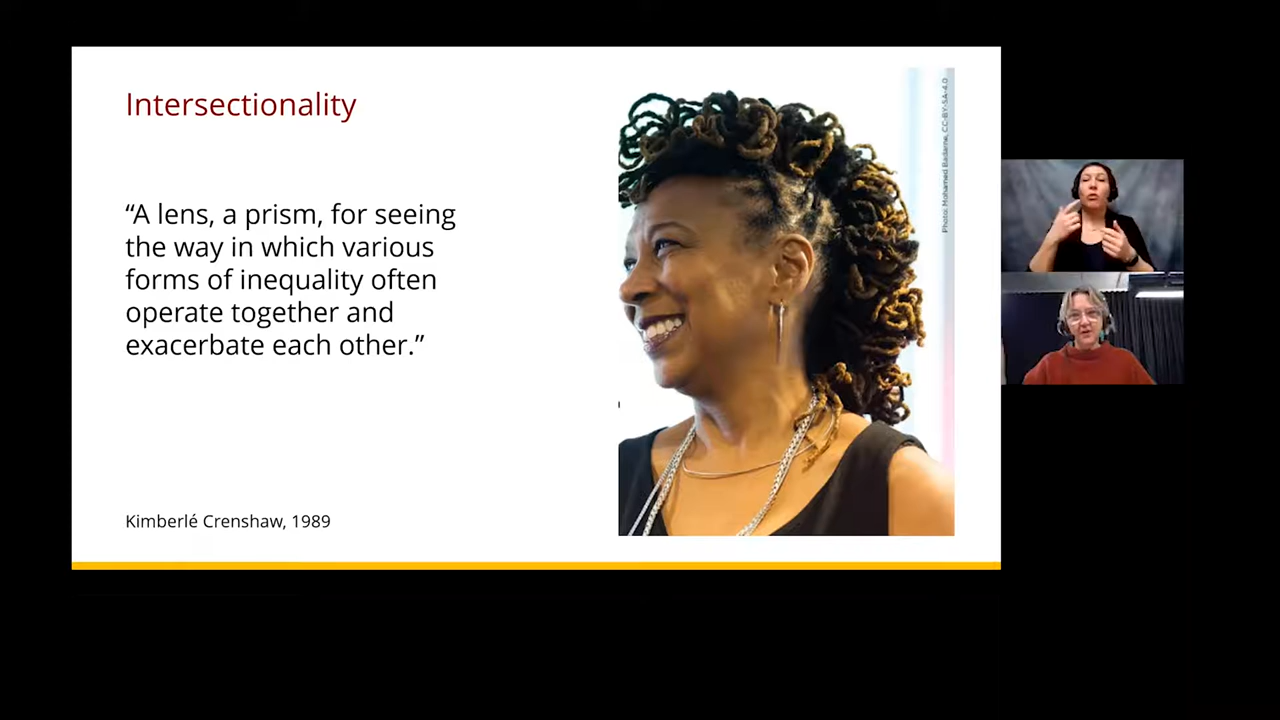 Intersectionality
“A lens, a prism, for seeing
the way in which various
forms of inequality often
operate together and
exacerbate each other.”
Kimberlé Crenshaw, 1989
Photo: Mohamed Badarne, CC-BY-SA-4.0